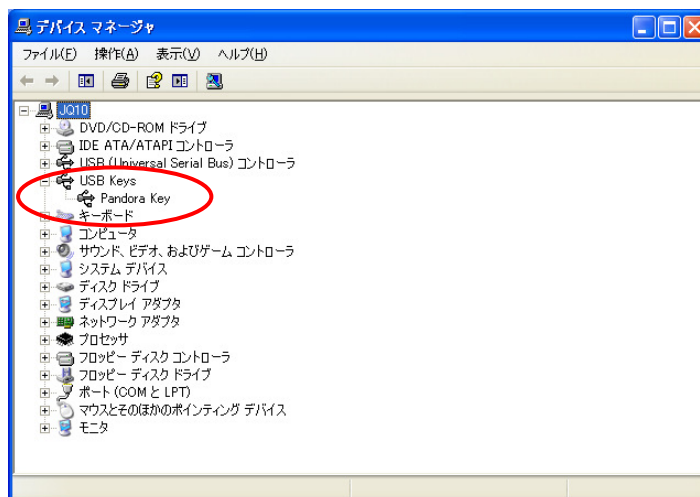 デバイス マネージャ
ファイル(F) 操作(A) 表示(V) ヘルプ(H)
JQ10
DVD/CD-ROM ドライブ
IDE ATA/ATAPI コントローラ
USB (Universal Serial Bus) コントローラ
USB Keys
Pandora Key
キーボード
コンピュータ
サウンド、ビデオ、およびゲーム コントローラ
システム デバイス
ディスク ドライブ
ディスプレイ アダプタ
ネットワーク アダプタ
プロセッサ
フロッピー ディスク コントローラ
フロッピー ディスク ドライブ
ポート (COM と LPT)
マウスとそのほかのポインティング デバイス
モニタ